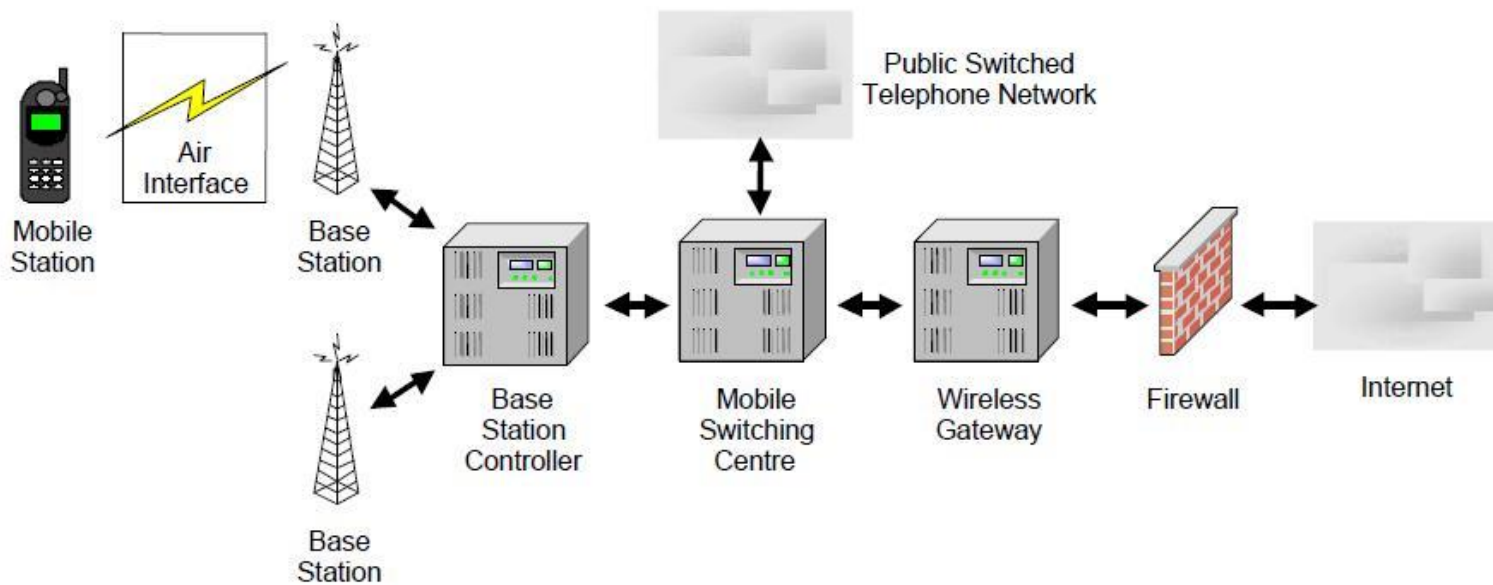 Public Switched
Telephone Network
Air
Interface
Mobile
Station
Base
Station
Base
Station
Controller
Mobile
Switching
Centre
Wireless
Gateway
Firewall
Internet
Base
Station